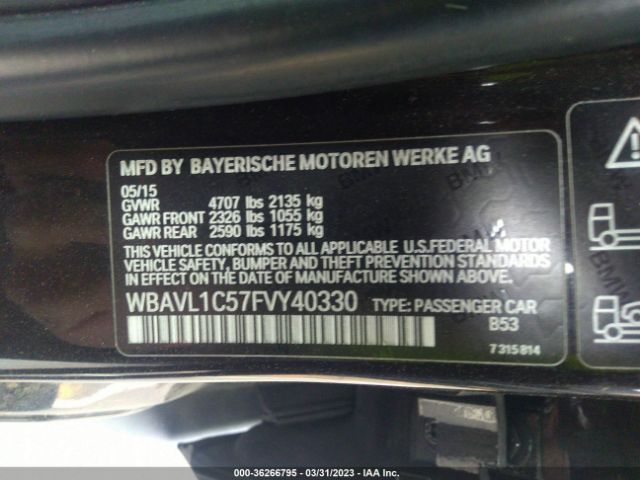 MFD BY BAYERISCHE MOTOREN WERKE AG
05/15
GVWR 4707 lbs 2135 kg
GAWR FRONT 2326 lbs 1055 kg
GAWR REAR 2590 lbs 1175 kg
THIS VEHICLE CONFORMS TO ALL APPLICABLE U.S.FEDERAL MOTOR
VEHICLE SAFETY, BUMPER AND THEFT PREVENTION STANDARDS
IN EFFECT ON THE DATE OF MANUFACTURE SHOWN ABOVE.
WBAVL1C57FVY40330 TYPE: PASSENGER CAR
B53
7 315 814
BMW
000-36266795 - 03/31/2023 - IAA Inc.